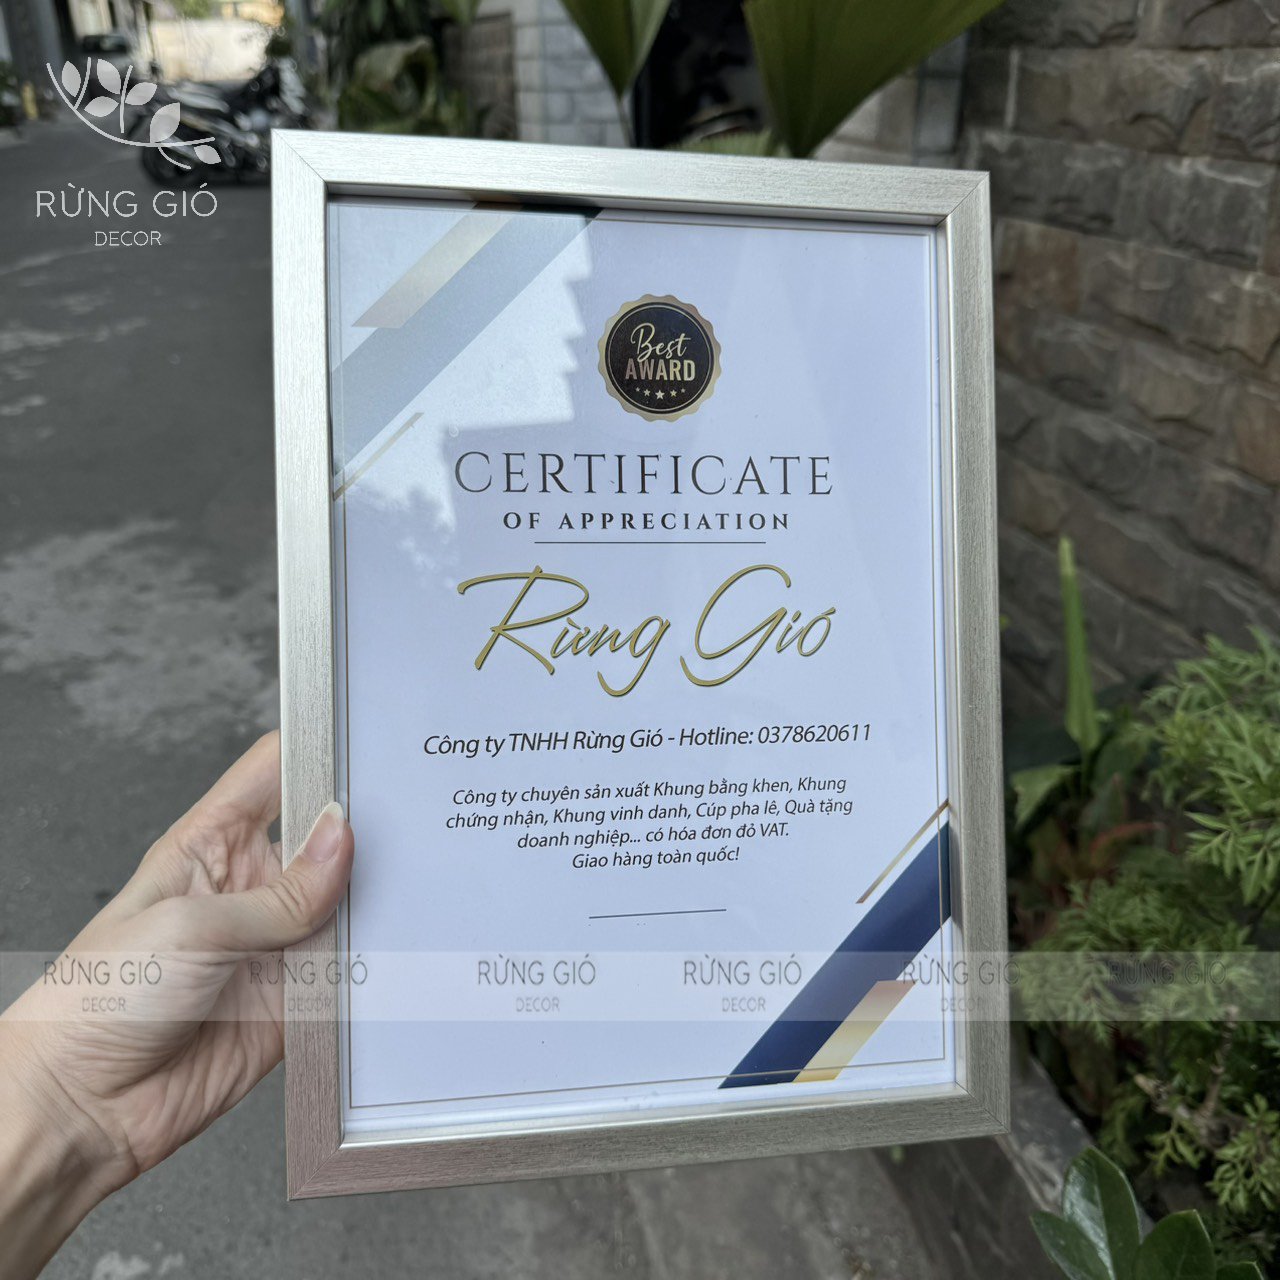 RỪNG GIÓ
DECOR
Best
AWARD
CERTIFICATE
OF APPRECIATION
Rừng Gió
Công ty TNHH Rừng Gió - Hotline: 0378620611
Công ty chuyên sản xuất Khung bằng khen, Khung
chứng nhận, Khung vinh danh, Cúp pha lê, Quà tặng
doanh nghiệp... có hóa đơn đỏ VAT.
Giao hàng toàn quốc!
RỪNG GIÓ RỪNG GIÓ RỪNG GIÓ RỪNG GIÓ RỪNG GIÓ RỪNG GIÓ
DECOR DECOR DECOR DECOR DECOR DECOR